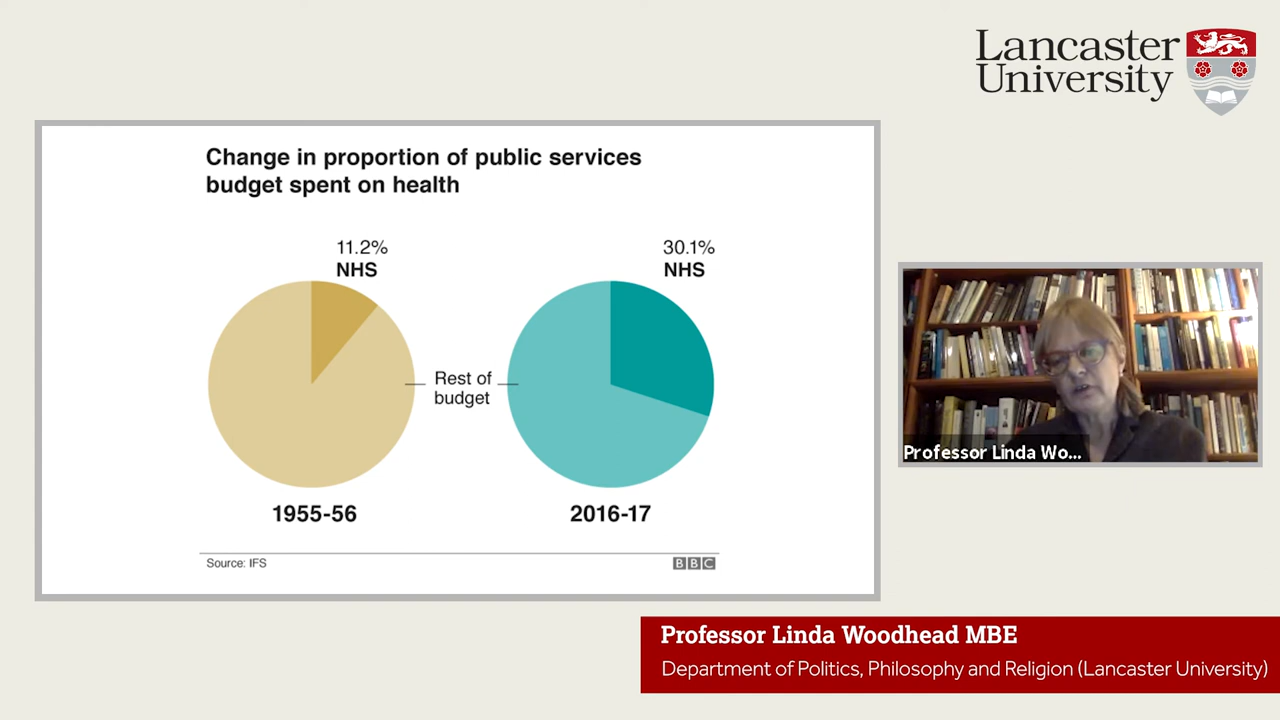 Lancaster
University
Change in proportion of public services
budget spent on health
11.2%
NHS
30.1%
NHS
Rest of
budget
1955-56
2016-17
Source: IFS
BBC
Professor Linda Wo...
Professor Linda Woodhead MBE
Department of Politics, Philosophy and Religion (Lancaster University)